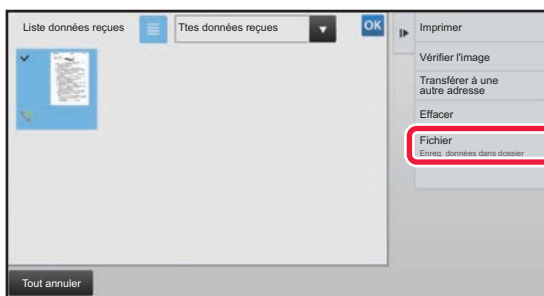 Liste données reçues
Ttes données reçues
OK
Imprimer
Vérifier l'image
Transférer à une
autre adresse
Effacer
Fichier
Enreg. données dans dossier
Tout annuler